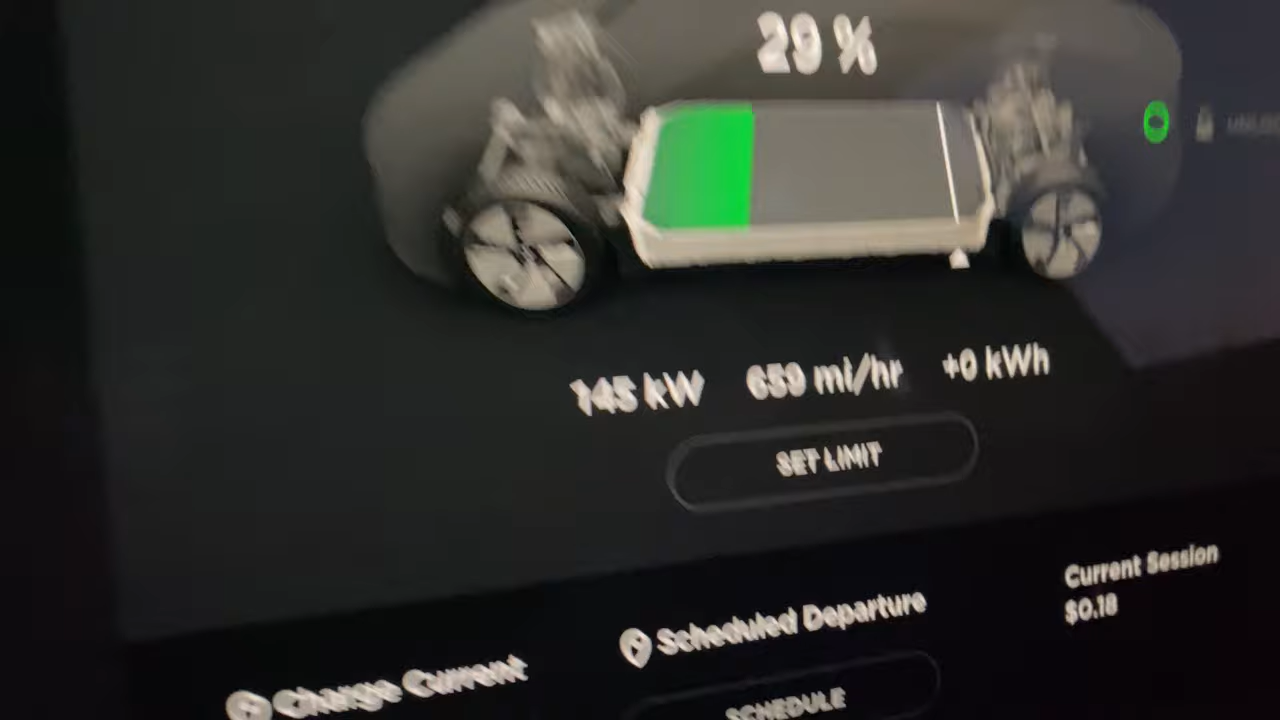 29 %
145 kW 659 mi/hr +0 kWh
SET LIMIT
Current Session
$0.18
Scheduled Departure
Charge Current
SCHEDULE